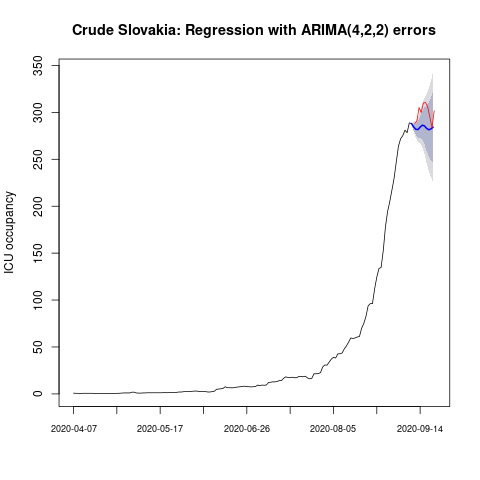 Crude Slovakia: Regression with ARIMA(4,2,2) errors
ICU occupancy
350
300
250
200
150
100
50
0
2020-04-07 2020-05-17 2020-06-26 2020-08-05 2020-09-14